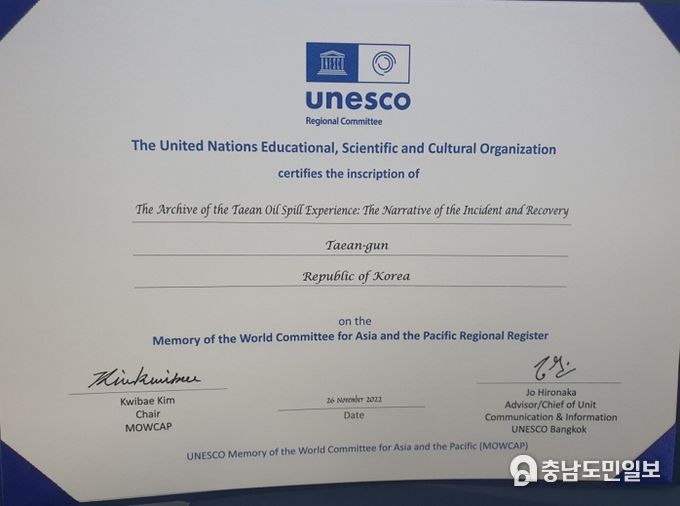 unesco
Regional Committee
The United Nations Educational, Scientific and Cultural Organization
certifies the inscription of
The Archive of the Taean Oil Spill Experience: The Narrative of the Incident and Recovery
Taean-gun
Republic of Korea
on the
Memory of the World Committee for Asia and the Pacific Regional Register
Kwibae Kim
Chair
MOWCAP
26 November 2022
Date
Jo Hironaka
Advisor/Chief of Unit
Communication & Information
UNESCO Bangkok
UNESCO Memory of the World Committee for Asia and the Pacific (MOWCAP)
충남도민일보